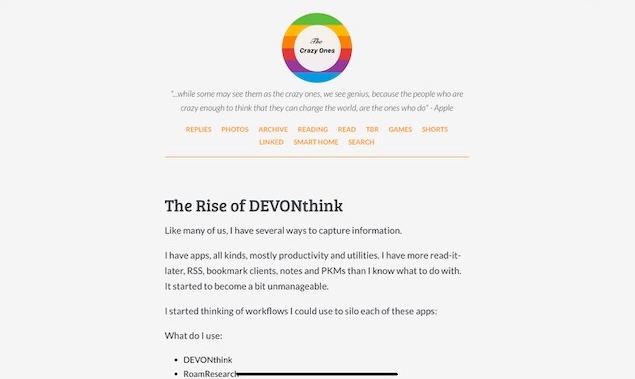 The
Crazy Ones
"...while some may see them as the crazy ones, we see genius, because the people who are
crazy enough to think that they can change the world, are the ones who do" - Apple
REPLIES PHOTOS ARCHIVE READING READ TBR GAMES SHORTS
LINKED SMART HOME SEARCH
The Rise of DEVONthink
Like many of us, I have several ways to capture information.
I have apps, all kinds, mostly productivity and utilities. I have more read-it-
later, RSS, bookmark clients, notes and PKMs than I know what to do with.
It started to become a bit unmanageable.
I started thinking of workflows I could use to silo each of these apps:
What do I use:
• DEVONthink
• RoamResearch